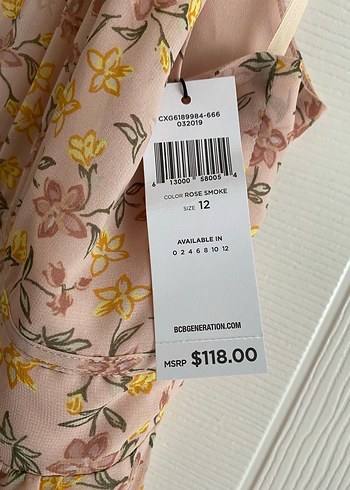 CXG6189984-666
032019
6 13000 58005 4
COLOR ROSE SMOKE
SIZE 12
AVAILABLE IN
0 2 4 6 8 10 12
BCBGENERATION.COM
MSRP $118.00